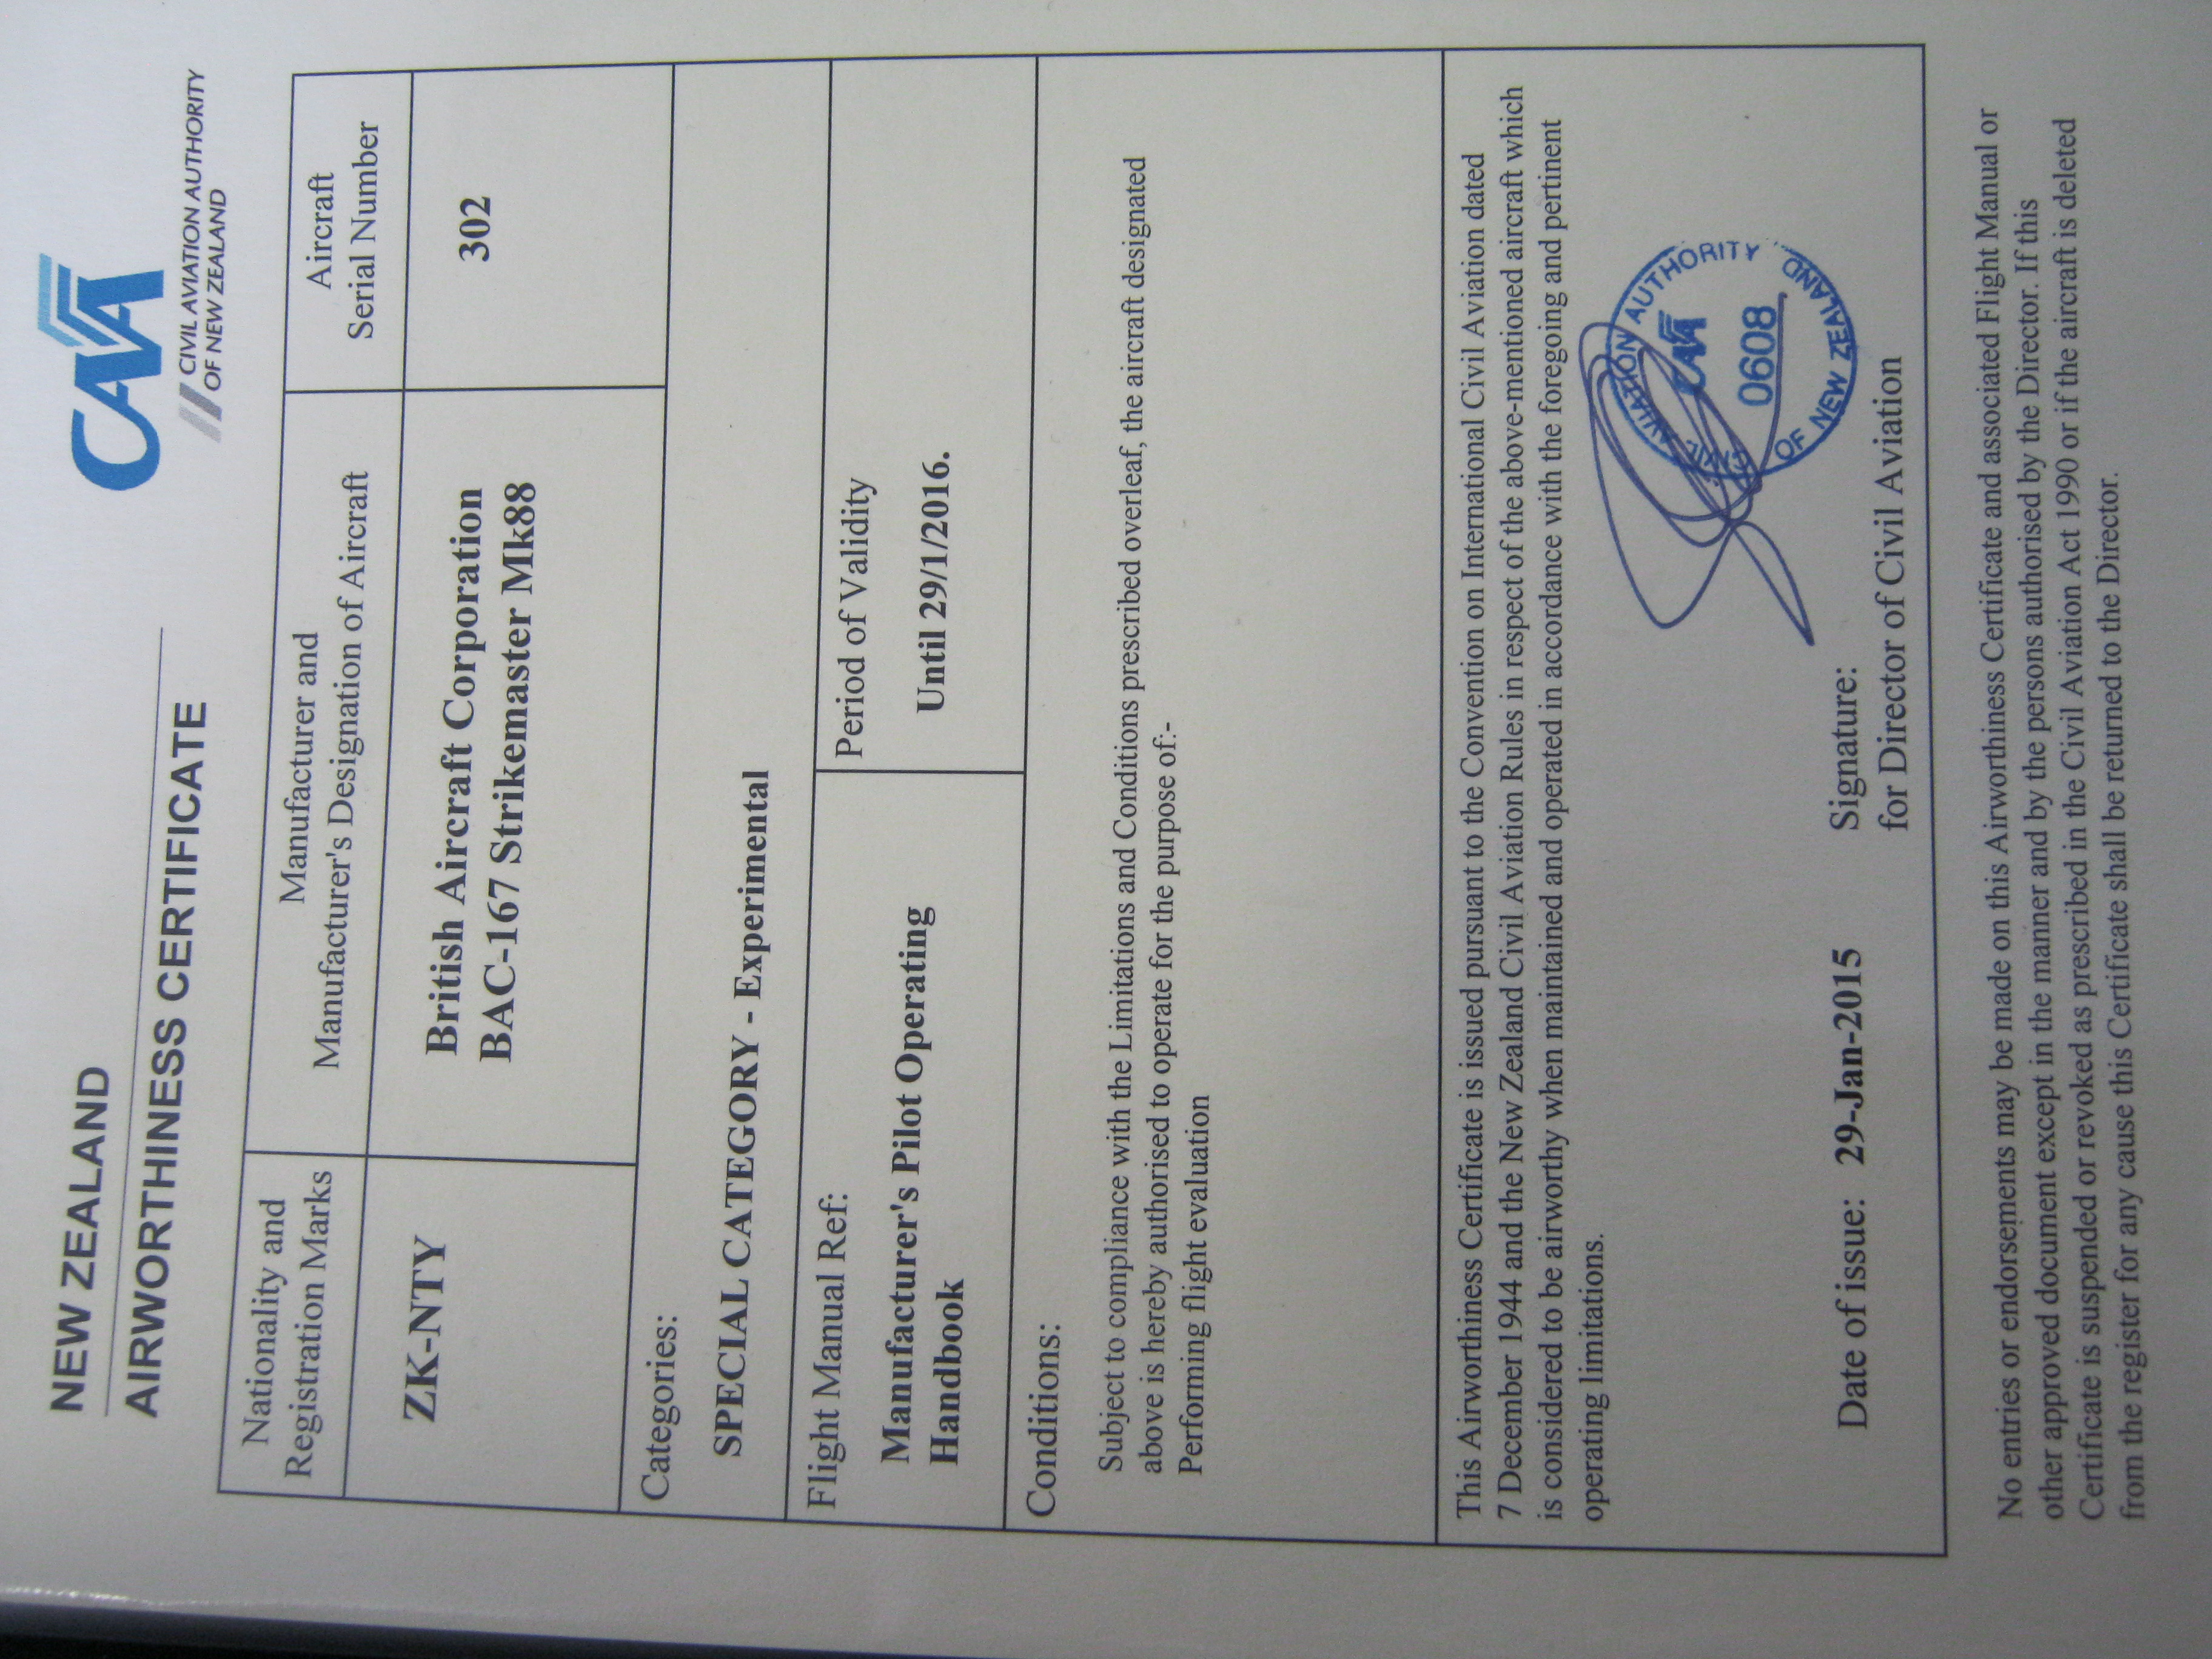 NEW ZEALAND
AIRWORTHINESS CERTIFICATE
CAA
CIVIL AVIATION AUTHORITY
OF NEW ZEALAND
Nationality and
Registration Marks
Manufacturer and
Manufacturer's Designation of Aircraft
Aircraft
Serial Number
ZK-NTY
British Aircraft Corporation
BAC-167 Strikemaster Mk88
302
Categories:
SPECIAL CATEGORY - Experimental
Flight Manual Ref:
Manufacturer's Pilot Operating
Handbook
Period of Validity
Until 29/1/2016.
Conditions:
Subject to compliance with the Limitations and Conditions prescribed overleaf, the aircraft designated
above is hereby authorised to operate for the purpose of:-
Performing flight evaluation
This Airworthiness Certificate is issued pursuant to the Convention on International Civil Aviation dated
7 December 1944 and the New Zealand Civil Aviation Rules in respect of the above-mentioned aircraft which
is considered to be airworthy when maintained and operated in accordance with the foregoing and pertinent
operating limitations.
CIVIL AVIATION AUTHORITY
CAA
0608
OF NEW ZEALAND
Date of issue: 29-Jan-2015
Signature:
for Director of Civil Aviation
No entries or endorsements may be made on this Airworthiness Certificate and associated Flight Manual or
other approved document except in the manner and by the persons authorised by the Director. If this
Certificate is suspended or revoked as prescribed in the Civil Aviation Act 1990 or if the aircraft is deleted
from the register for any cause this Certificate shall be returned to the Director.